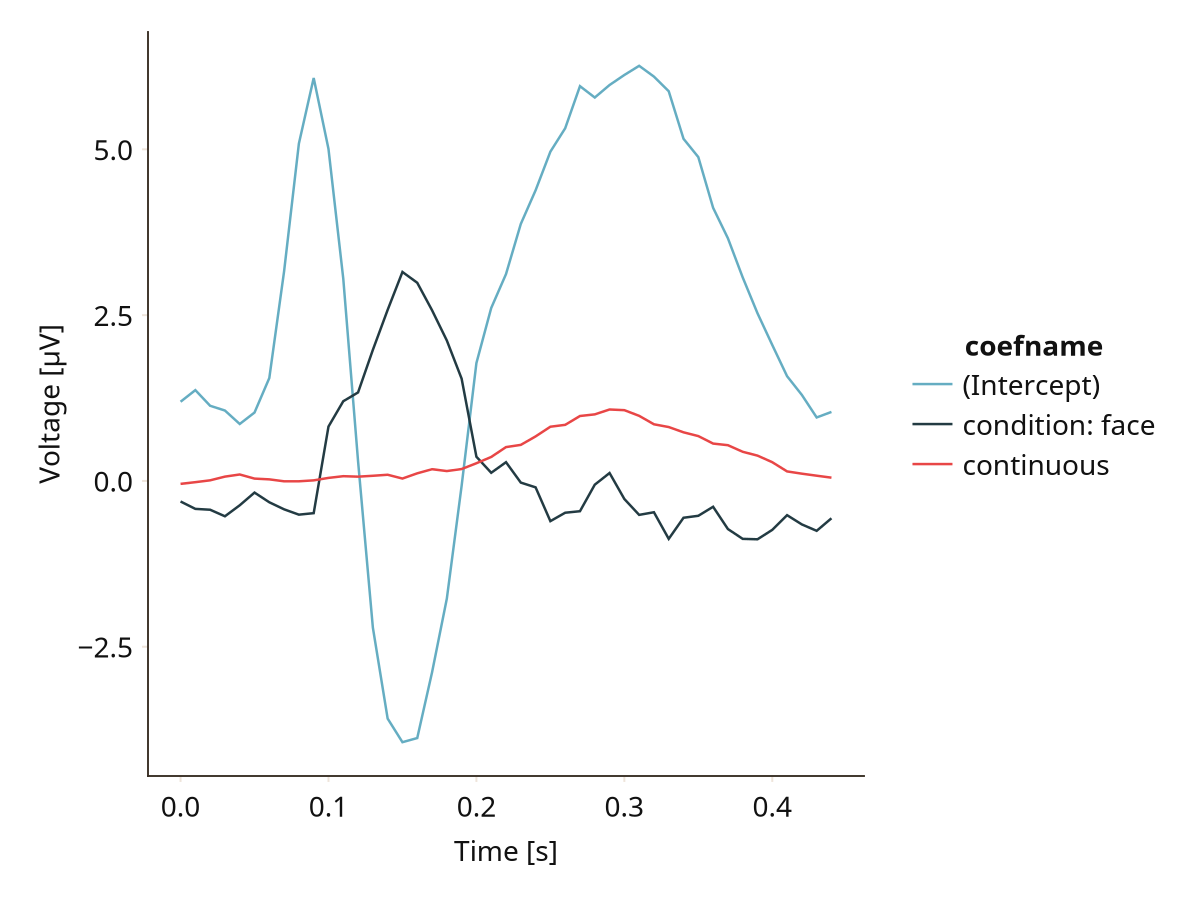 Voltage [µV]
5.0
2.5
0.0
−2.5
0.0 0.1 0.2 0.3 0.4
Time [s]
coefname
(Intercept)
condition: face
continuous